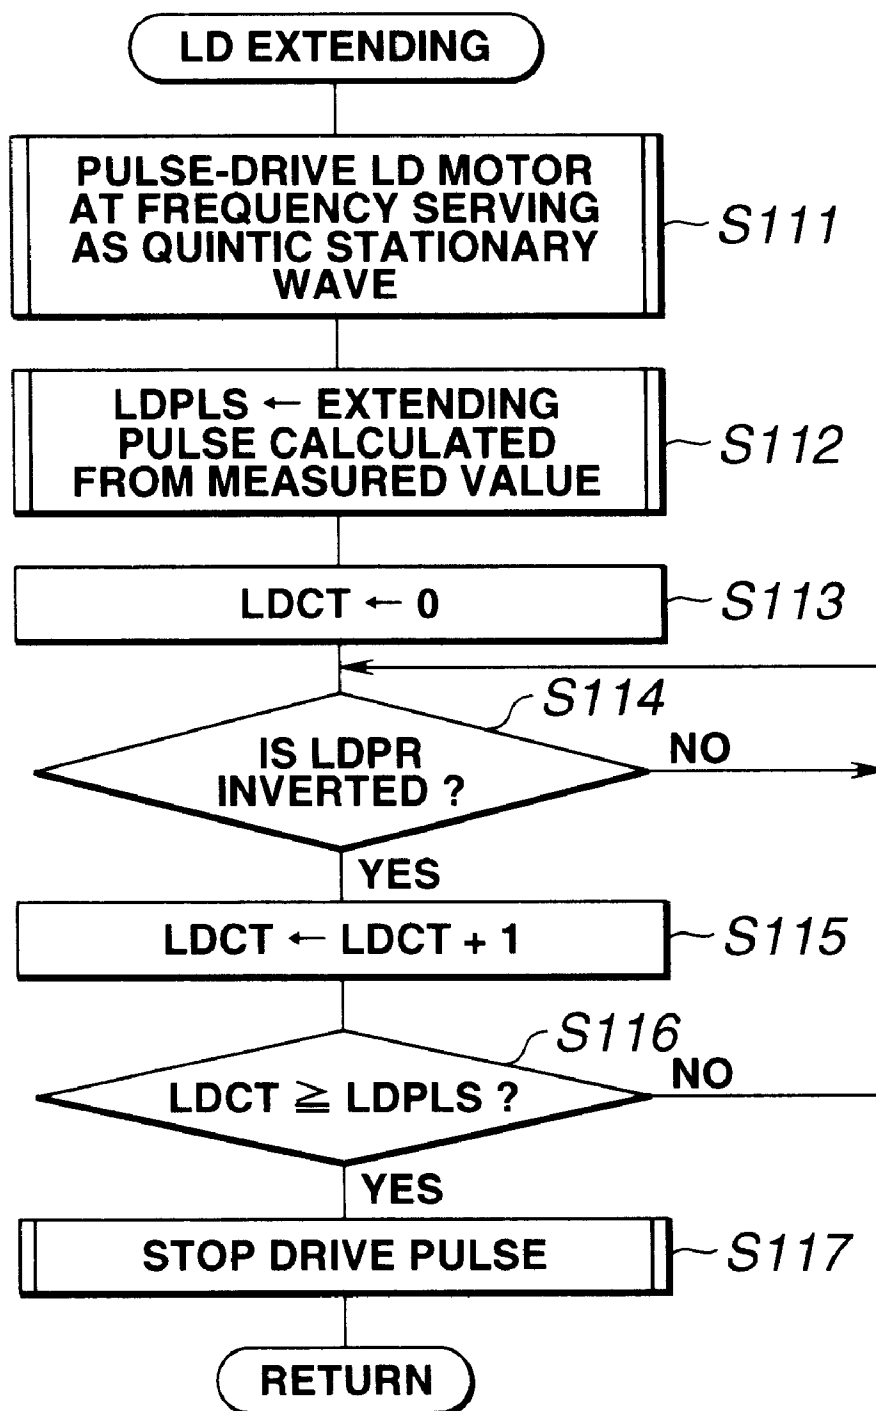 LD EXTENDING
PULSE-DRIVE LD MOTOR
AT FREQUENCY SERVING
AS QUINTIC STATIONARY
WAVE
S111
LDPLS ← EXTENDING
PULSE CALCULATED
FROM MEASURED VALUE
S112
LDCT ← 0
S113
S114
IS LDPR
INVERTED ?
NO
YES
LDCT ← LDCT + 1
S115
S116
LDCT ≧ LDPLS ?
NO
YES
STOP DRIVE PULSE
S117
RETURN